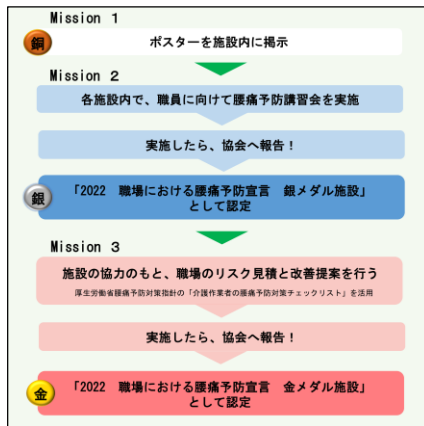 Mission 1
銅
ポスターを施設内に掲示
Mission 2
各施設内で、職員に向けて腰痛予防講習会を実施
実施したら、協会へ報告！
銀
「2022　職場における腰痛予防宣言　銀メダル施設」
として認定
Mission 3
施設の協力のもと、職場のリスク見積と改善提案を行う
厚生労働省腰痛予防対策指針の「介護作業者の腰痛予防対策チェックリスト」を活用
実施したら、協会へ報告！
金
「2022　職場における腰痛予防宣言　金メダル施設」
として認定